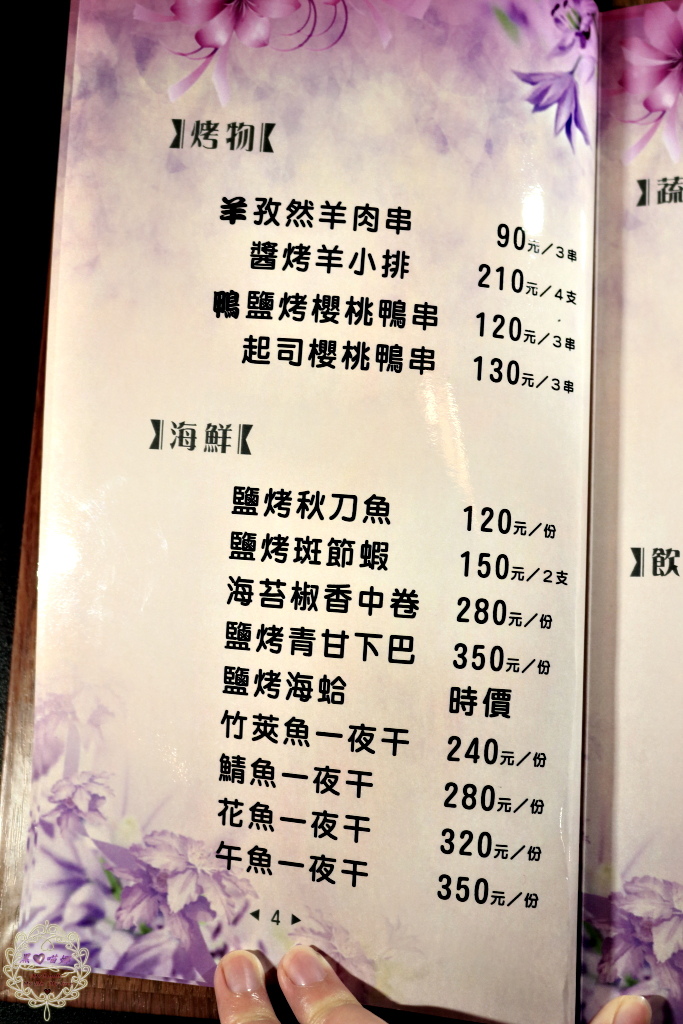 】烤物【
羊孜然羊肉串 90元/3串
醬烤羊小排 210元/4支
鴨鹽烤櫻桃鴨串 120元/3串
起司櫻桃鴨串 130元/3串
】海鮮【
鹽烤秋刀魚 120元/份
鹽烤斑節蝦 150元/2支
海苔椒香中卷 280元/份
鹽烤青甘下巴 350元/份
鹽烤海蛤 時價
竹莢魚一夜干 240元/份
鯖魚一夜干 280元/份
花魚一夜干 320元/份
午魚一夜干 350元/份
◀ 4 ▶
】蔬
】飲